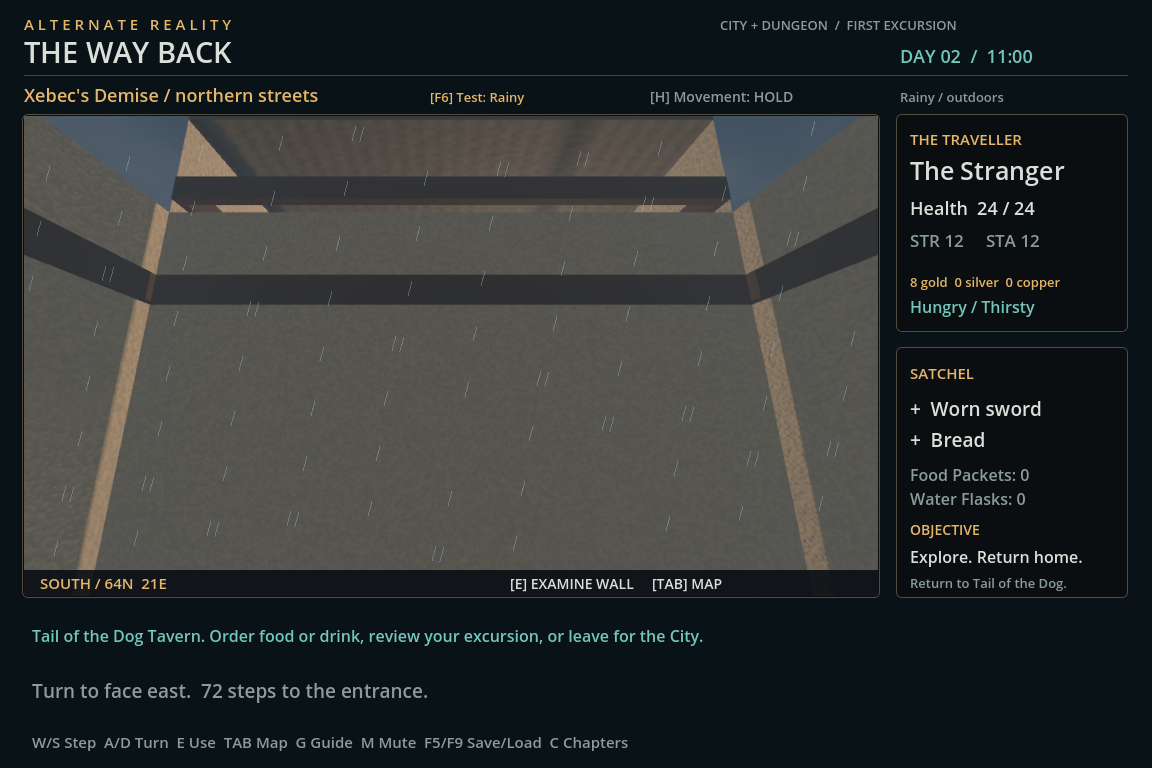 ALTERNATE REALITY
CITY + DUNGEON / FIRST EXCURSION
THE WAY BACK
DAY 02 / 11:00
Xebec's Demise / northern streets
[F6] Test: Rainy
[H] Movement: HOLD
Rainy / outdoors
THE TRAVELLER
The Stranger
Health 24 / 24
STR 12 STA 12
8 gold 0 silver 0 copper
Hungry / Thirsty
SATCHEL
+ Worn sword
+ Bread
Food Packets: 0
Water Flasks: 0
OBJECTIVE
Explore. Return home.
Return to Tail of the Dog.
SOUTH / 64N 21E
[E] EXAMINE WALL [TAB] MAP
Tail of the Dog Tavern. Order food or drink, review your excursion, or leave for the City.
Turn to face east. 72 steps to the entrance.
W/S Step A/D Turn E Use TAB Map G Guide M Mute F5/F9 Save/Load C Chapters